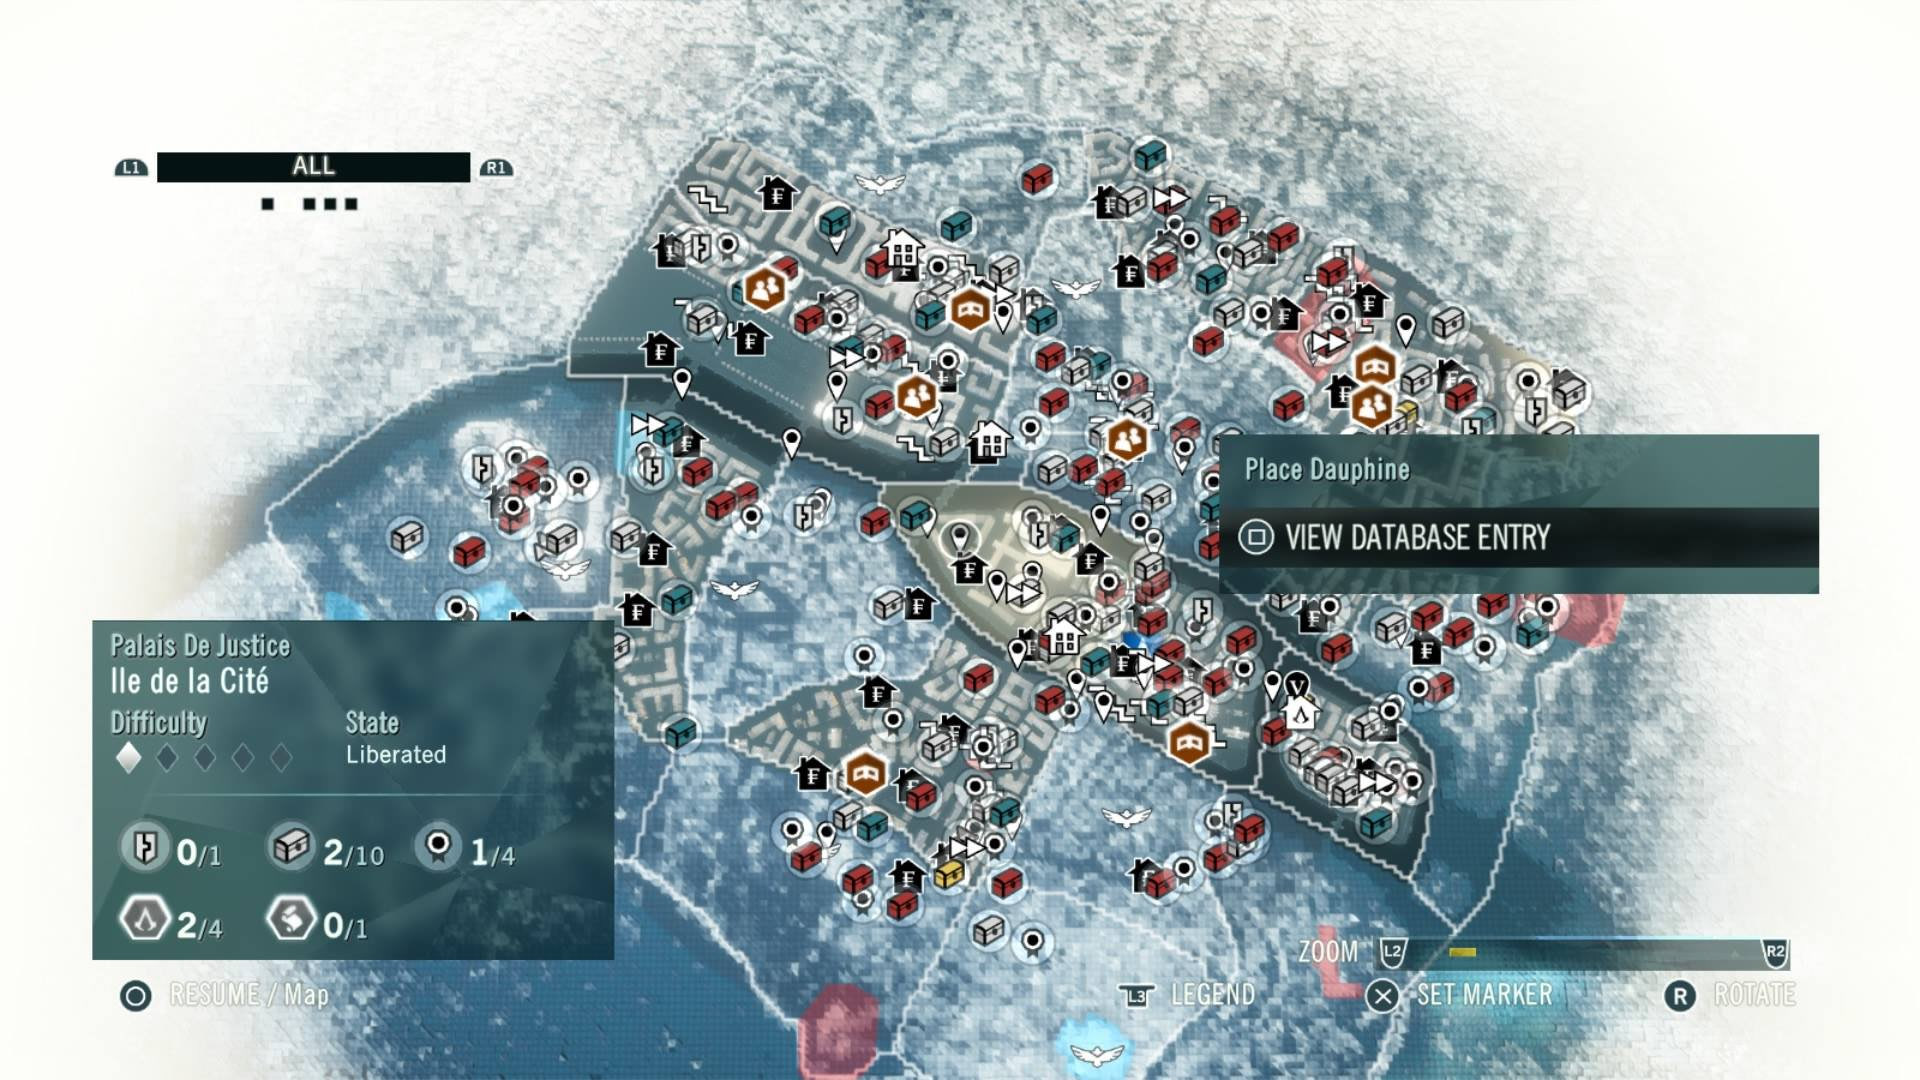 L1 ALL R1
Place Dauphine
VIEW DATABASE ENTRY
Palais De Justice
Ile de la Cité
Difficulty State
Liberated
0/1 2/10 1/4
2/4 0/1
V
ZOOM L2 R2
RESUME / Map L3 LEGEND SET MARKER R ROTATE